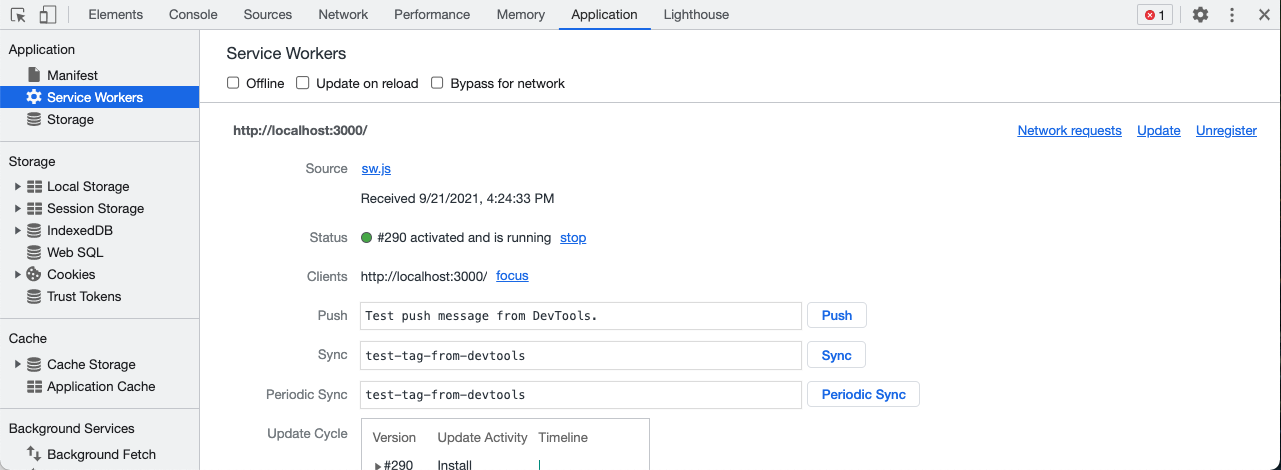 Elements Console Sources Network Performance Memory Application Lighthouse 1
Application
Manifest
Service Workers
Storage
Storage
Local Storage
Session Storage
IndexedDB
Web SQL
Cookies
Trust Tokens
Cache
Cache Storage
Application Cache
Background Services
Background Fetch
Service Workers
Offline Update on reload Bypass for network
http://localhost:3000/ Network requests Update Unregister
Source sw.js
Received 9/21/2021, 4:24:33 PM
Status #290 activated and is running stop
Clients http://localhost:3000/ focus
Push Test push message from DevTools. Push
Sync test-tag-from-devtools Sync
Periodic Sync test-tag-from-devtools Periodic Sync
Update Cycle Version Update Activity Timeline
#290 Install